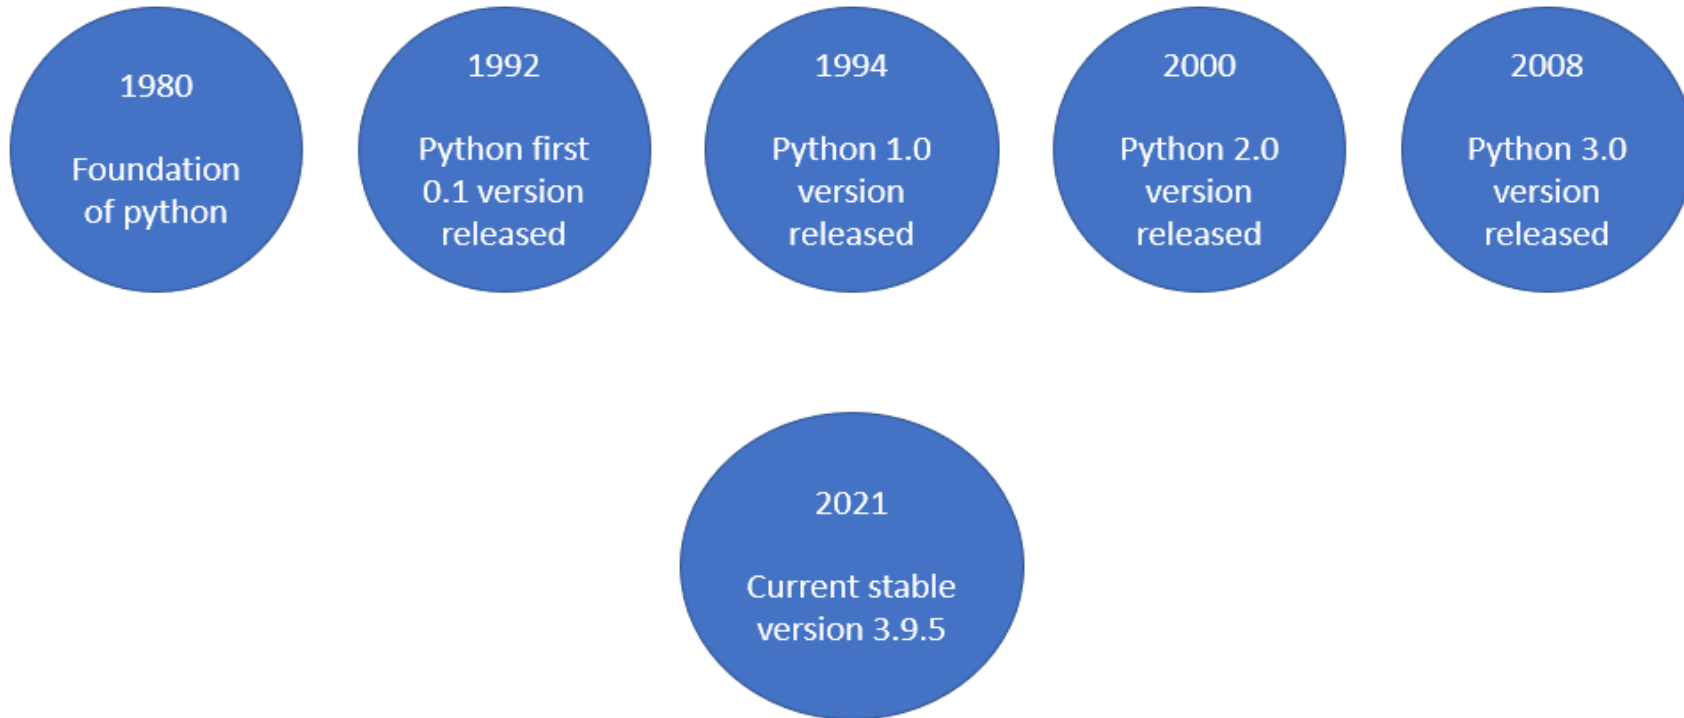 1980
Foundation
of python
1992
Python first
0.1 version
released
1994
Python 1.0
version
released
2000
Python 2.0
version
released
2008
Python 3.0
version
released
2021
Current stable
version 3.9.5